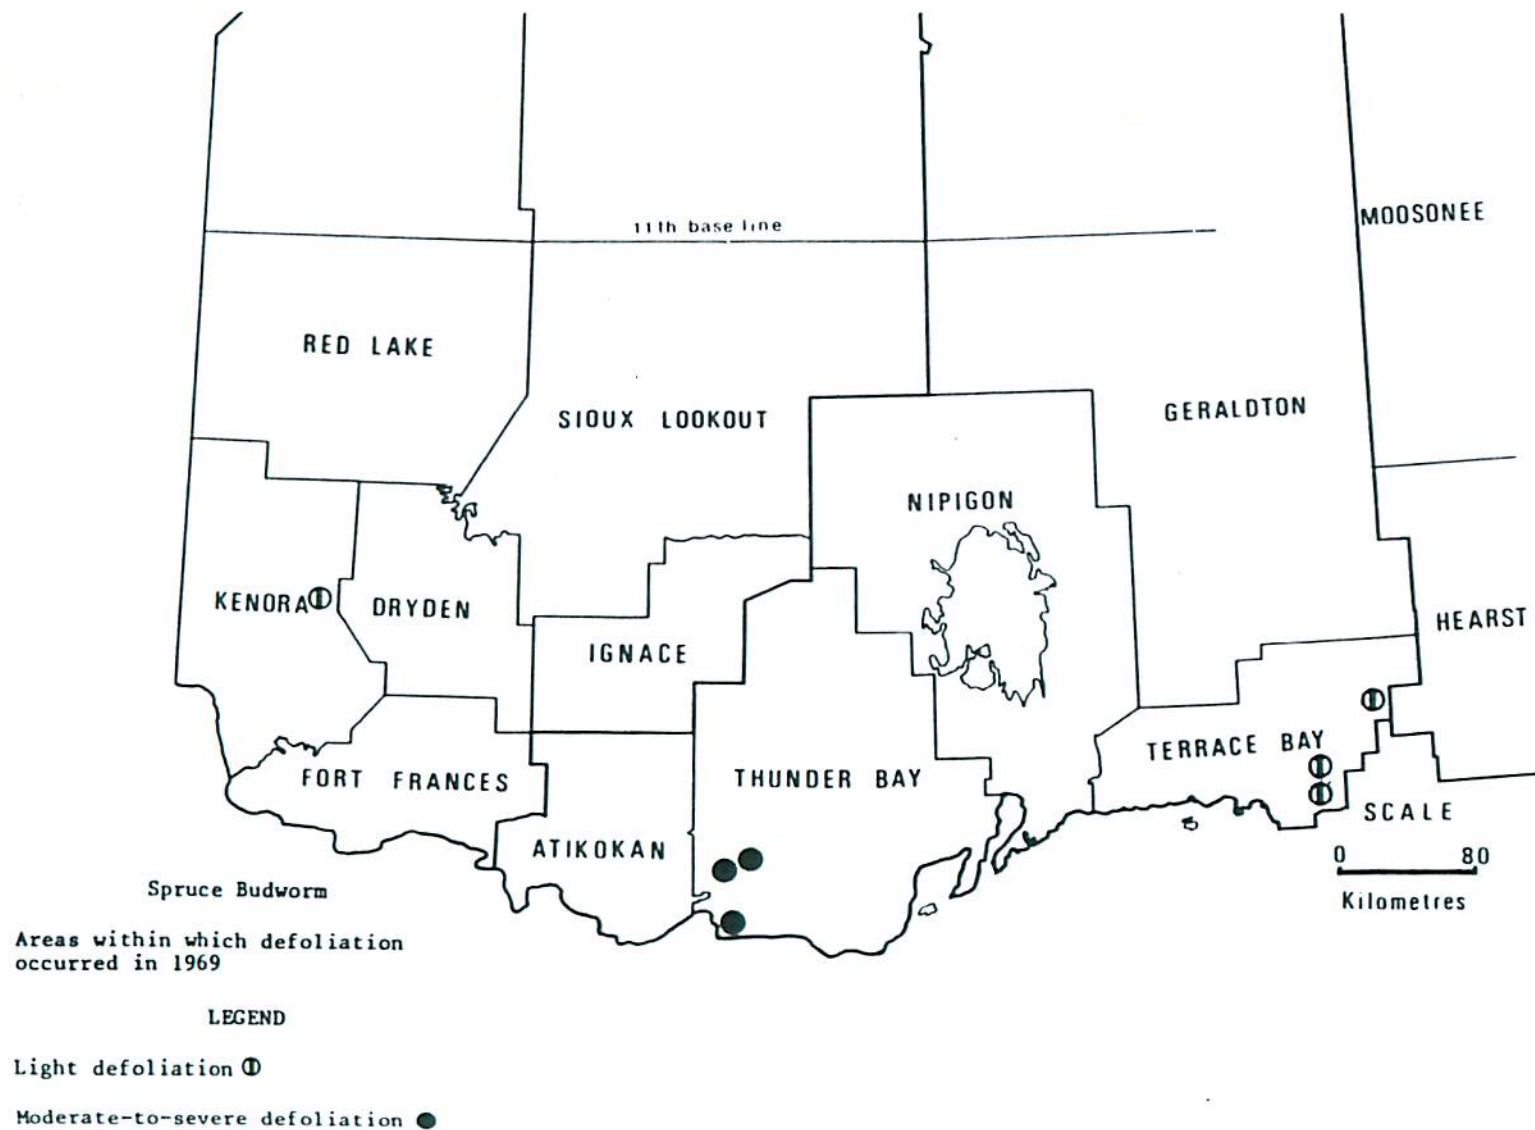 11th base line
MOOSONEE
RED LAKE
SIOUX LOOKOUT
GERALDTON
NIPIGON
KENORA
DRYDEN
HEARST
IGNACE
TERRACE BAY
FORT FRANCES
THUNDER BAY
ATIKOKAN
SCALE
0 80
Kilometres
Spruce Budworm
Areas within which defoliation
occurred in 1969
LEGEND
Light defoliation
Moderate-to-severe defoliation